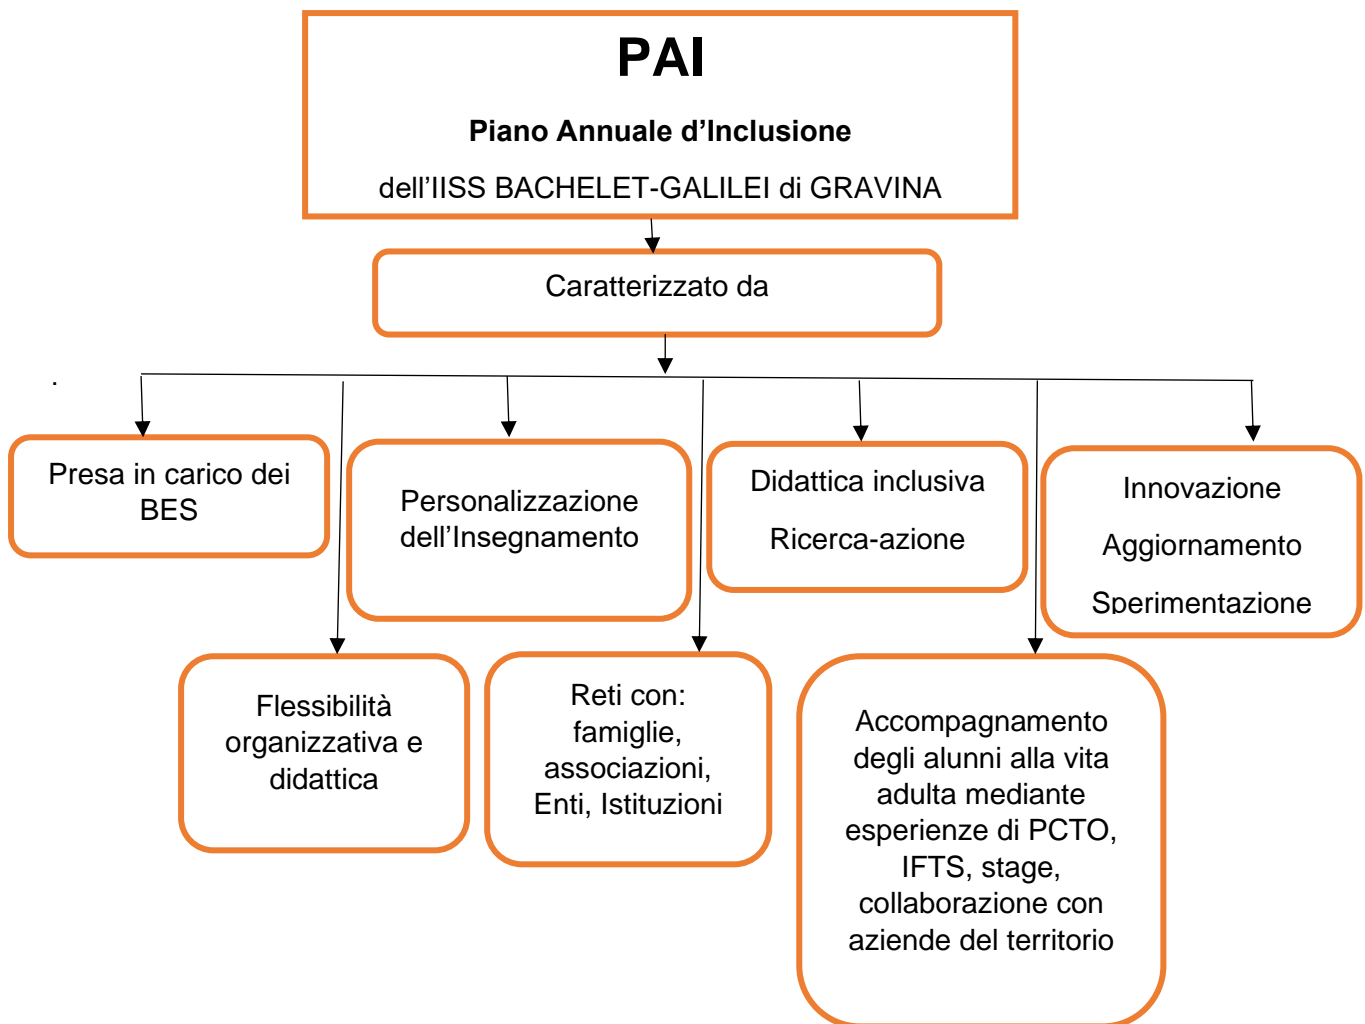 PAI
Piano Annuale d'Inclusione
dell'IISS BACHELET-GALILEI di GRAVINA
Caratterizzato da
.
Presa in carico dei
BES
Personalizzazione
dell'Insegnamento
Didattica inclusiva
Ricerca-azione
Innovazione
Aggiornamento
Sperimentazione
Flessibilità
organizzativa e
didattica
Reti con:
famiglie,
associazioni,
Enti, Istituzioni
Accompagnamento
degli alunni alla vita
adulta mediante
esperienze di PCTO,
IFTS, stage,
collaborazione con
aziende del territorio